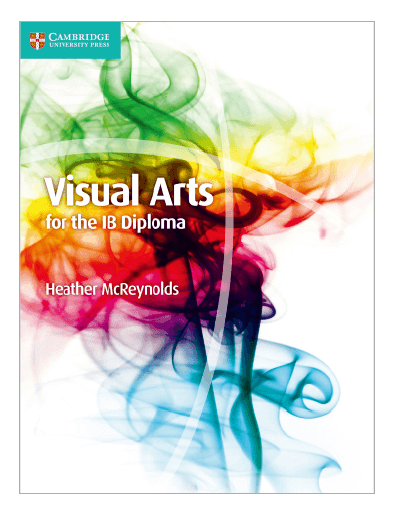 CAMBRIDGE
UNIVERSITY PRESS
Visual Arts
for the IB Diploma
Heather McReynolds